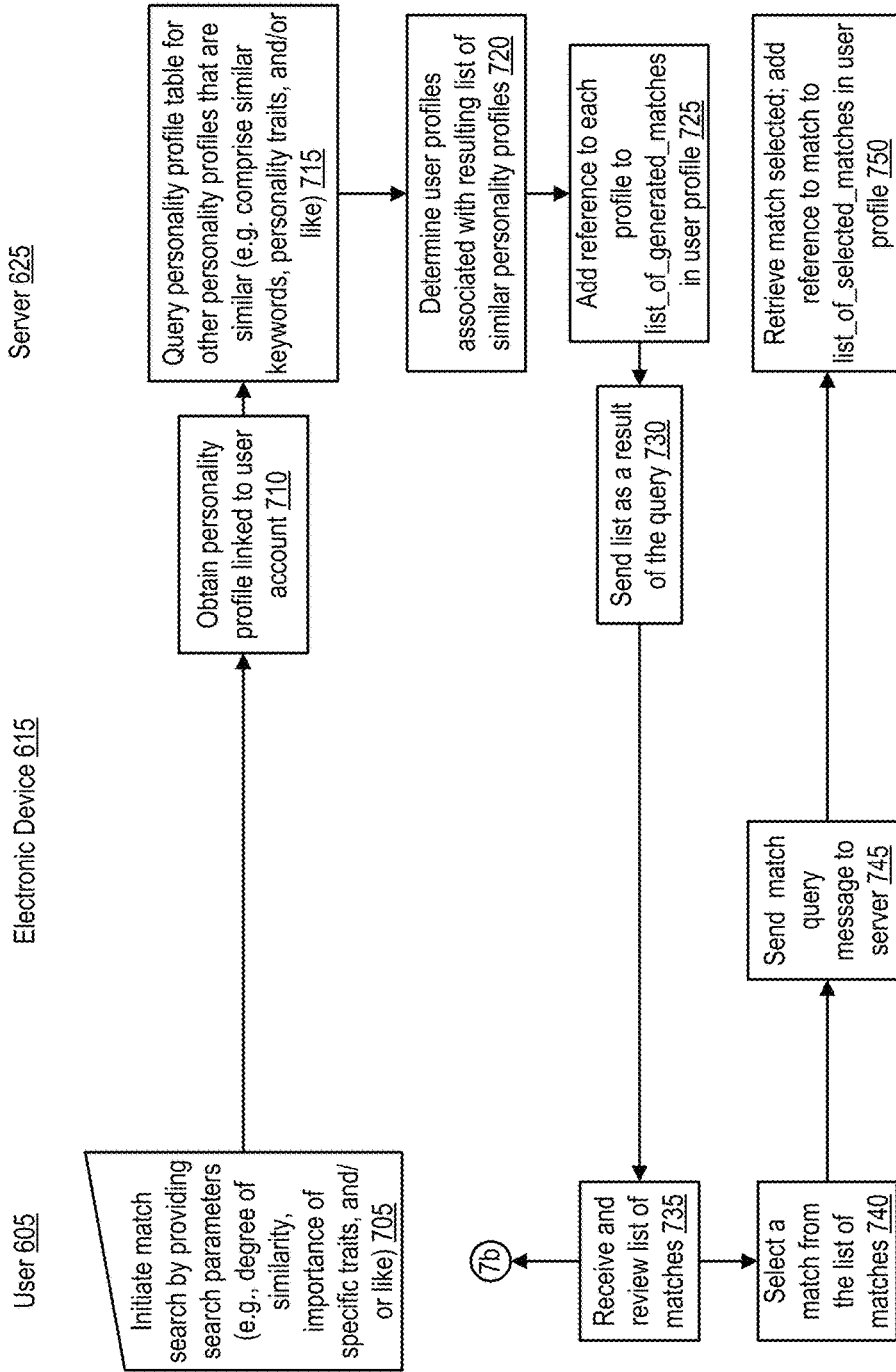 User 605
Electronic Device 615
Server 625
Initiate match
search by providing
search parameters
(e.g., degree of
similarity,
importance of
specific traits, and/
or like) 705
Obtain personality
profile linked to user
account 710
Query personality profile table for
other personality profiles that are
similar (e.g. comprise similar
keywords, personality traits, and/or
like) 715
Determine user profiles
associated with resulting list of
similar personality profiles 720
Add reference to each
profile to
list_of_generated_matches
in user profile 725
Send list as a result
of the query 730
7b
Receive and
review list of
matches 735
Select a
match from
the list of
matches 740
Send match
query
message to
server 745
Retrieve match selected; add
reference to match to
list_of_selected_matches in user
profile 750